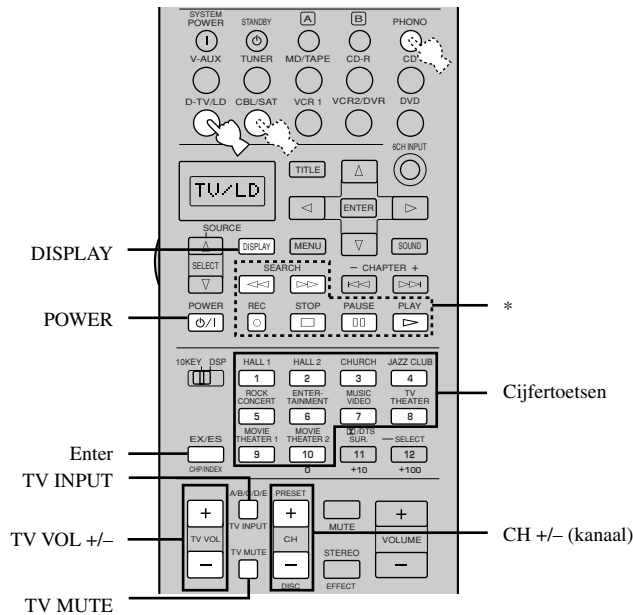 SYSTEM POWER STANDBY A B PHONO
V-AUX TUNER MD/TAPE CD-R CD
D-TV/LD CBL/SAT VCR 1 VCR2/DVR DVD
6CH INPUT
TITLE
TV/LD
ENTER
SOURCE
DISPLAY
DISPLAY MENU SOUND
SELECT
SEARCH – CHAPTER +
*
POWER
POWER REC STOP PAUSE PLAY
10KEY DSP
HALL 1 HALL 2 CHURCH JAZZ CLUB
1 2 3 4
Cijfertoetsen
ROCK CONCERT ENTER-TAINMENT MUSIC VIDEO TV THEATER
5 6 7 8
MOVIE THEATER 1 MOVIE THEATER 2 /DTS SUR. — SELECT
EX/ES 9 10 11 12
Enter
CHP/INDEX 0 +10 +100
TV INPUT
A/B/C/D/E PRESET
+ TV INPUT + MUTE +
TV VOL +/–
TV VOL CH VOLUME
CH +/– (kanaal)
– TV MUTE – STEREO –
DISC EFFECT
TV MUTE